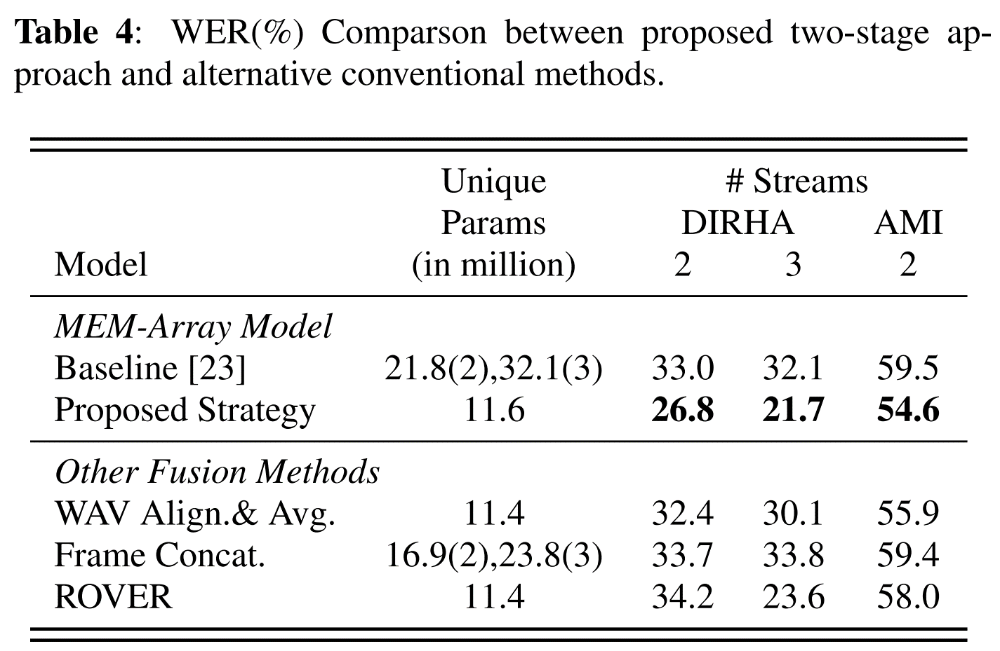 Table 4: WER(%) Comparson between proposed two-stage ap-
proach and alternative conventional methods.
Unique # Streams
Params DIRHA AMI
Model (in million) 2 3 2
MEM-Array Model
Baseline [23] 21.8(2),32.1(3) 33.0 32.1 59.5
Proposed Strategy 11.6 26.8 21.7 54.6
Other Fusion Methods
WAV Align.& Avg. 11.4 32.4 30.1 55.9
Frame Concat. 16.9(2),23.8(3) 33.7 33.8 59.4
ROVER 11.4 34.2 23.6 58.0